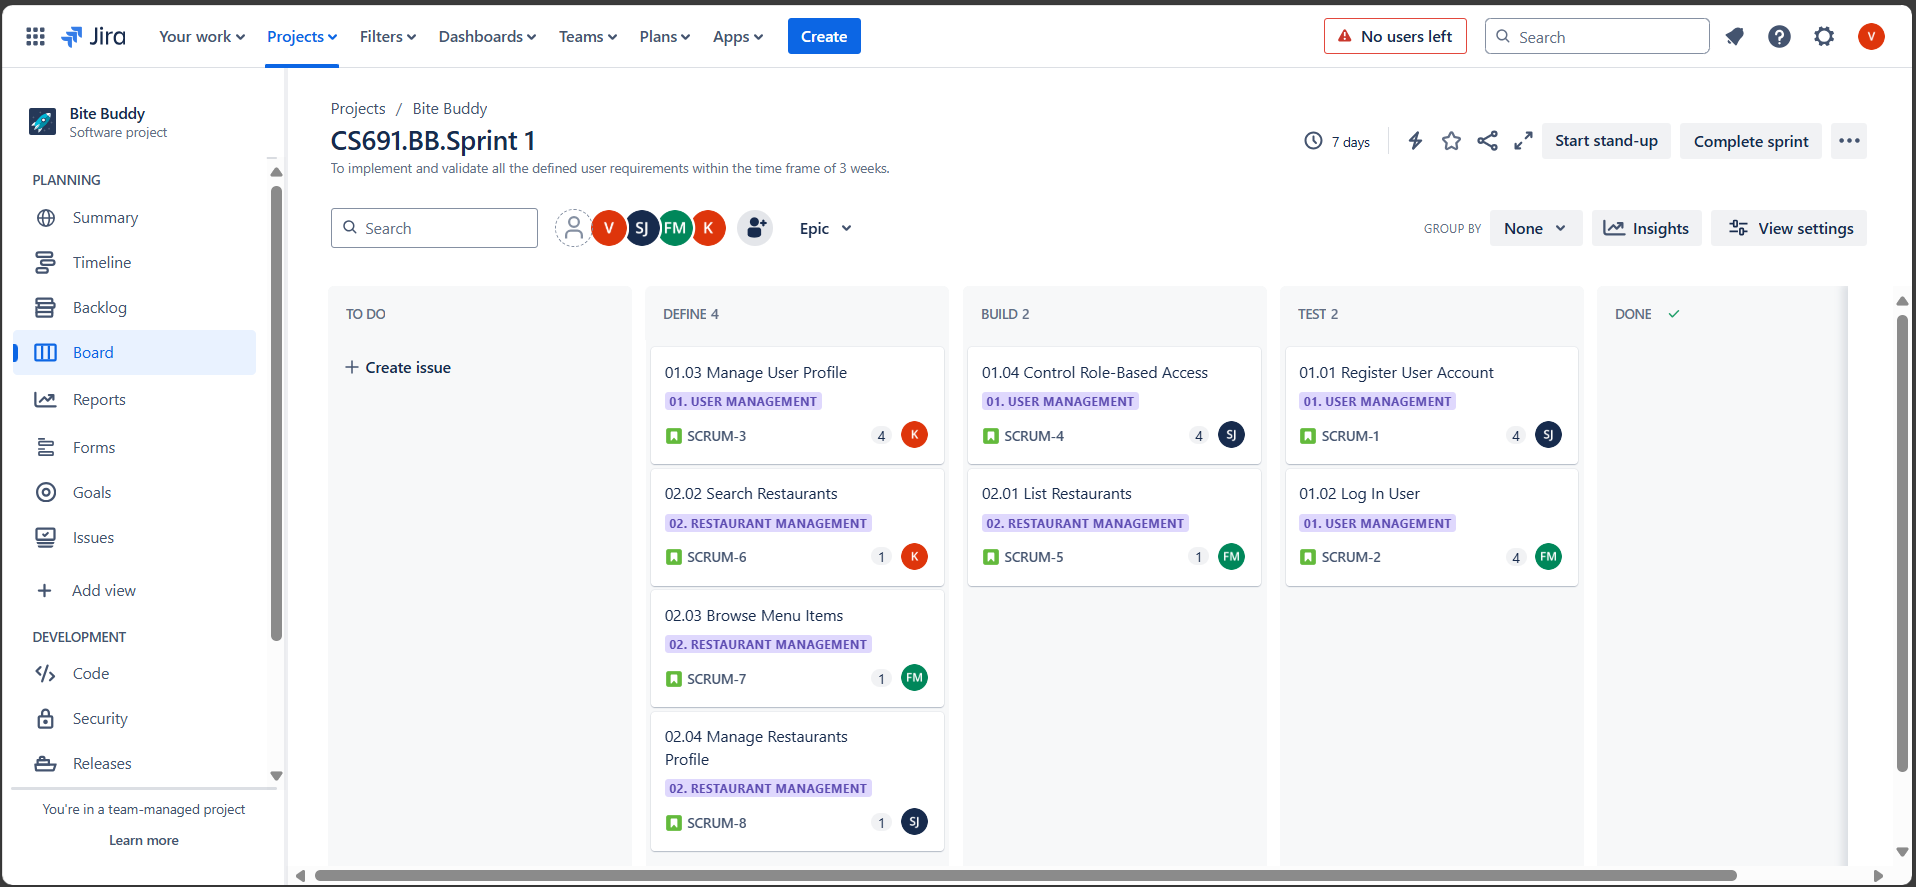 Jira Your work Projects Filters Dashboards Teams Plans Apps Create No users left Search V
Bite Buddy
Software project
PLANNING
Summary
Timeline
Backlog
Board
Reports
Forms
Goals
Issues
Add view
DEVELOPMENT
Code
Security
Releases
You're in a team-managed project
Learn more
Projects / Bite Buddy
CS691.BB.Sprint 1
7 days Start stand-up Complete sprint
To implement and validate all the defined user requirements within the time frame of 3 weeks.
Search V SJ FM K Epic GROUP BY None Insights View settings
TO DO
Create issue
DEFINE 4
01.03 Manage User Profile
01. USER MANAGEMENT
SCRUM-3 4 K
02.02 Search Restaurants
02. RESTAURANT MANAGEMENT
SCRUM-6 1 K
02.03 Browse Menu Items
02. RESTAURANT MANAGEMENT
SCRUM-7 1 FM
02.04 Manage Restaurants
Profile
02. RESTAURANT MANAGEMENT
SCRUM-8 1 SJ
BUILD 2
01.04 Control Role-Based Access
01. USER MANAGEMENT
SCRUM-4 4 SJ
02.01 List Restaurants
02. RESTAURANT MANAGEMENT
SCRUM-5 1 FM
TEST 2
01.01 Register User Account
01. USER MANAGEMENT
SCRUM-1 4 SJ
01.02 Log In User
01. USER MANAGEMENT
SCRUM-2 4 FM
DONE